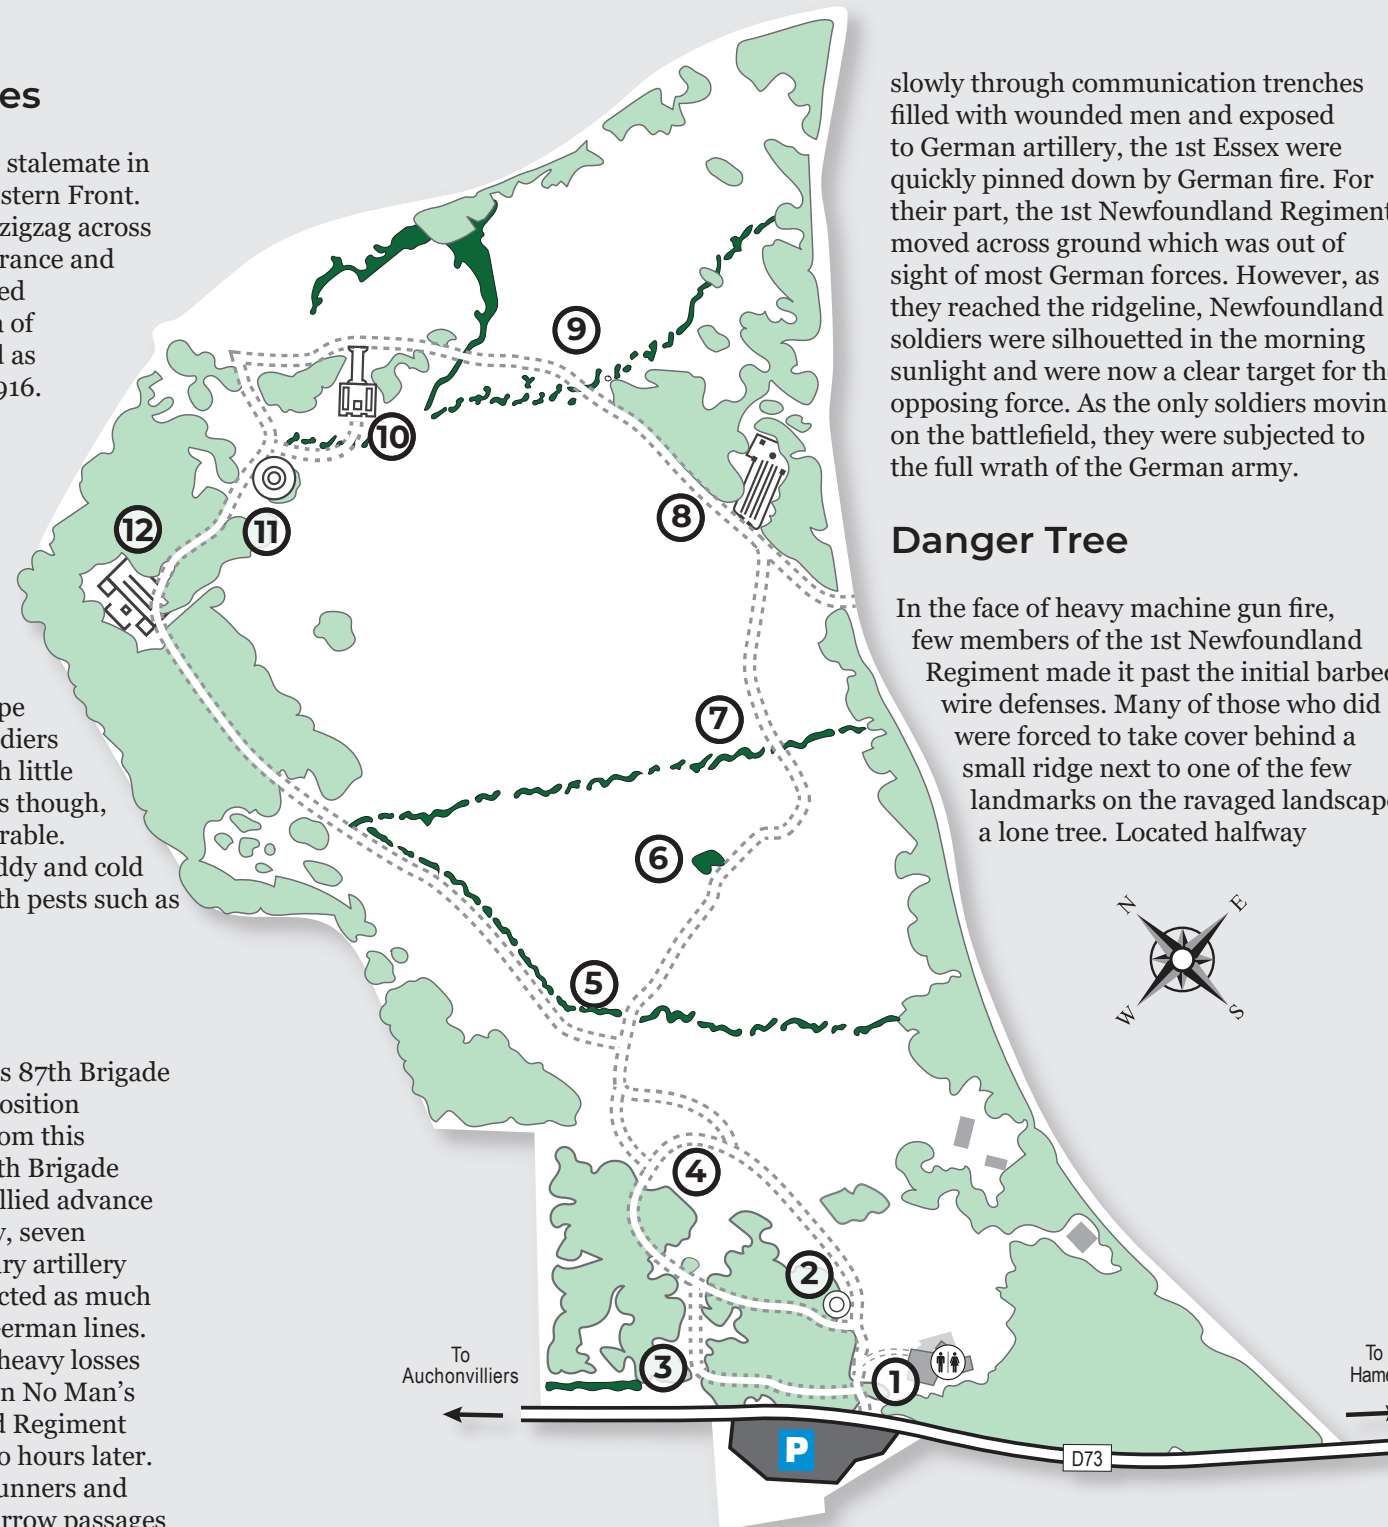 es
stalemate in
stern Front.
zigzag across
rance and
ed
of
as
916.
pe
diers
h little
s though,
rable.
ddy and cold
th pests such as
s 87th Brigade
osition
om this
th Brigade
llied advance
y, seven
ary artillery
cted as much
erman lines.
heavy losses
n No Man's
d Regiment
o hours later.
unners and
rrow passages
slowly through communication trenches
filled with wounded men and exposed
to German artillery, the 1st Essex were
quickly pinned down by German fire. For
their part, the 1st Newfoundland Regiment
moved across ground which was out of
sight of most German forces. However, as
they reached the ridgeline, Newfoundland
soldiers were silhouetted in the morning
sunlight and were now a clear target for the
opposing force. As the only soldiers movin
on the battlefield, they were subjected to
the full wrath of the German army.
Danger Tree
In the face of heavy machine gun fire,
few members of the 1st Newfoundland
Regiment made it past the initial barbed
wire defenses. Many of those who did
were forced to take cover behind a
small ridge next to one of the few
landmarks on the ravaged landscape
a lone tree. Located halfway
N
E
W
S
9
10
8
11
12
7
6
5
4
2
3
1
To
Auchonvilliers
To
Hame
D73
P